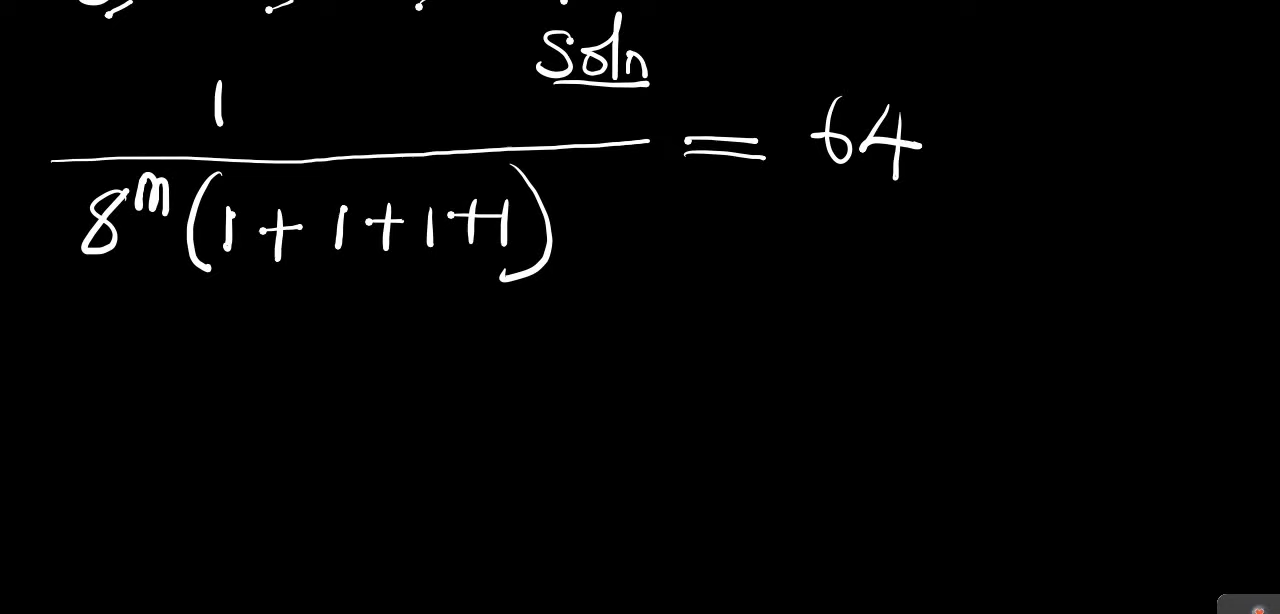 Soln
1 / 8^m (1 + 1 + 1 + 1) = 64